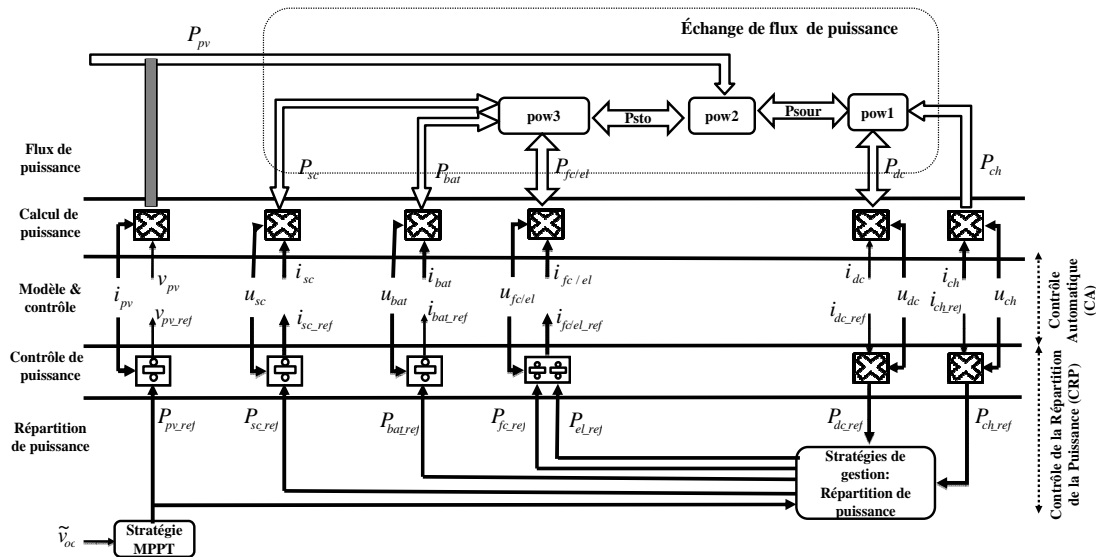 P_pv
Échange de flux de puissance
pow3
Psto
pow2
Psour
pow1
Flux de
puissance
P_sc
P_bat
P_fc/el
P_dc
P_ch
Calcul de
puissance
Modèle &
contrôle
i_pv
v_pv
v_pv_ref
u_sc
i_sc
i_sc_ref
u_bat
i_bat
i_bat_ref
u_fc/el
i_fc/el
i_fc/el_ref
i_dc
i_dc_ref
u_dc
i_ch
i_ch_ref
u_ch
Contrôle
Automatique
(CA)
Contrôle de
puissance
Répartition
de puissance
P_pv_ref
P_sc_ref
P_bat_ref
P_fc_ref
P_el_ref
P_dc_ref
P_ch_ref
Stratégies de
gestion:
Répartition de
puissance
Contrôle de la Répartition
de la Puissance (CRP)
ṽ_oc
Stratégie
MPPT